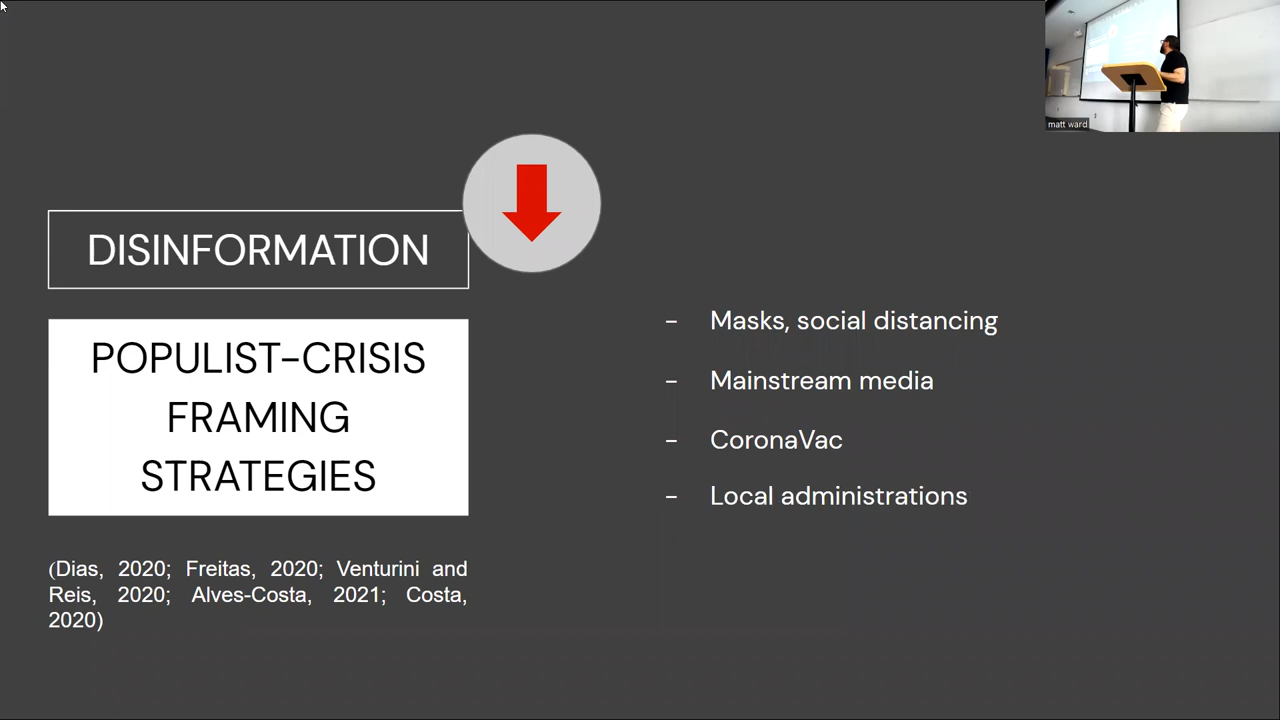 matt ward
DISINFORMATION
POPULIST-CRISIS
FRAMING
STRATEGIES
(Dias, 2020; Freitas, 2020; Venturini and
Reis, 2020; Alves-Costa, 2021; Costa,
2020)
- Masks, social distancing
- Mainstream media
- CoronaVac
- Local administrations